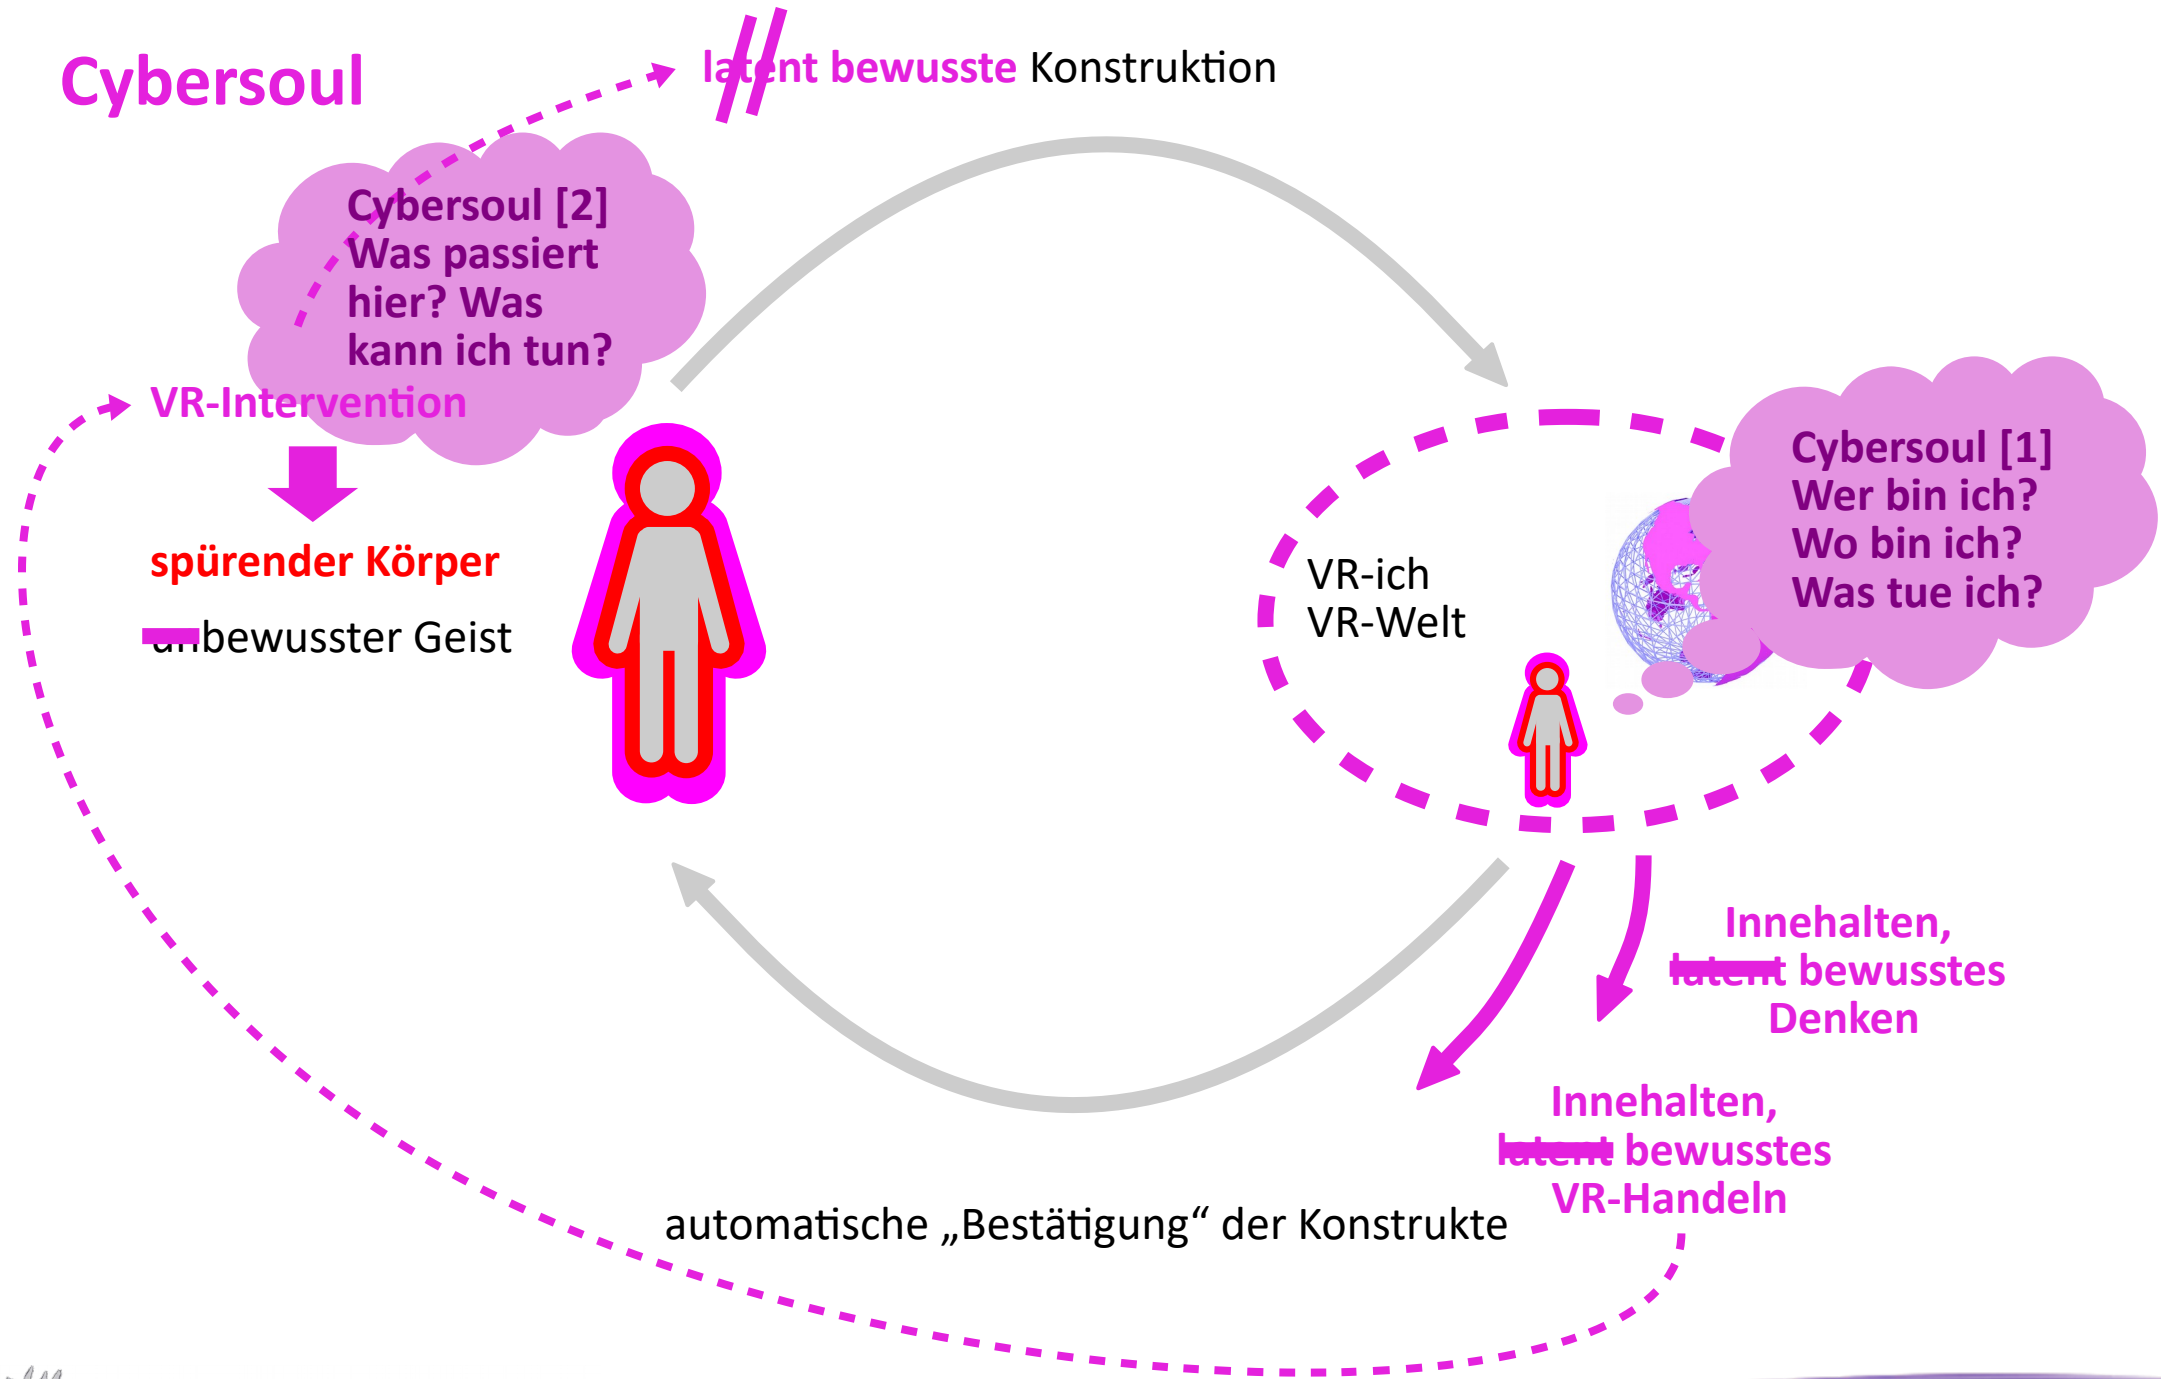 Cybersoul
latent bewusste Konstruktion
Cybersoul [2]
Was passiert
hier? Was
kann ich tun?
VR-Intervention
spürender Körper
unbewusster Geist
VR-ich
VR-Welt
Cybersoul [1]
Wer bin ich?
Wo bin ich?
Was tue ich?
Innehalten,
latent bewusstes
Denken
Innehalten,
latent bewusstes
VR-Handeln
automatische „Bestätigung“ der Konstrukte